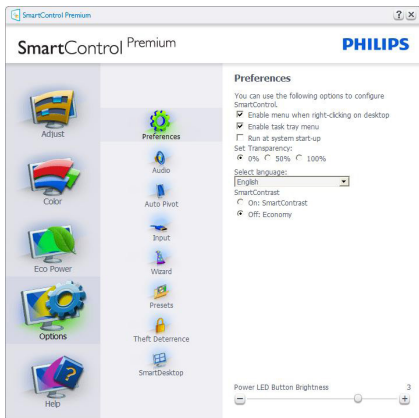 SmartControl Premium
? X
SmartControl Premium
PHILIPS
Adjust
Color
Eco Power
Options
Help
Preferences
Audio
Auto Pivot
Input
Wizard
Presets
Theft Deterrence
SmartDesktop
Preferences
You can use the following options to configure
SmartControl.
Enable menu when right-clicking on desktop
Enable task tray menu
Run at system start-up
Set Transparency:
0% 50% 100%
Select language:
English
SmartContrast
On: SmartContrast
Off: Economy
Power LED Button Brightness 3